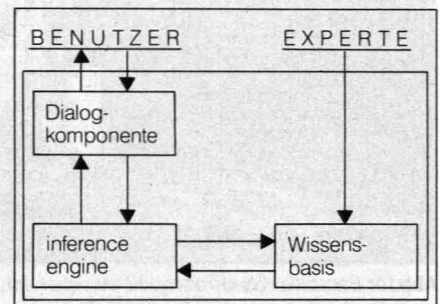 BENUTZER EXPERTE
Dialog-
komponente
inference
engine
Wissens-
basis